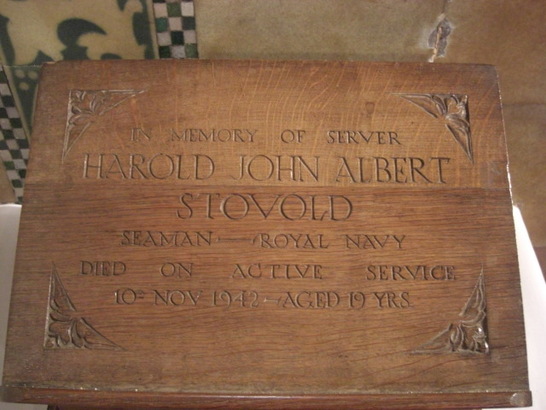 IN MEMORY OF SERVER
HAROLD JOHN ALBERT
STOVOLD
SEAMAN — ROYAL NAVY
DIED ON ACTIVE SERVICE
10 NOV 1942 · AGED 19 YRS.